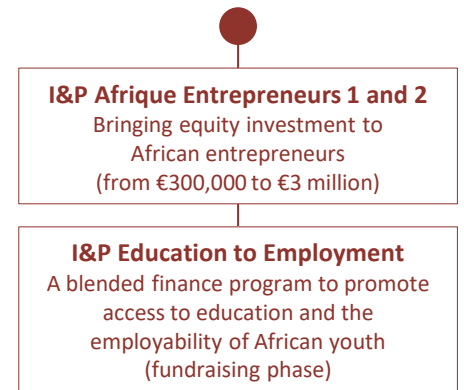 I&P Afrique Entrepreneurs 1 and 2
Bringing equity investment to
African entrepreneurs
(from €300,000 to €3 million)
I&P Education to Employment
A blended finance program to promote
access to education and the
employability of African youth
(fundraising phase)